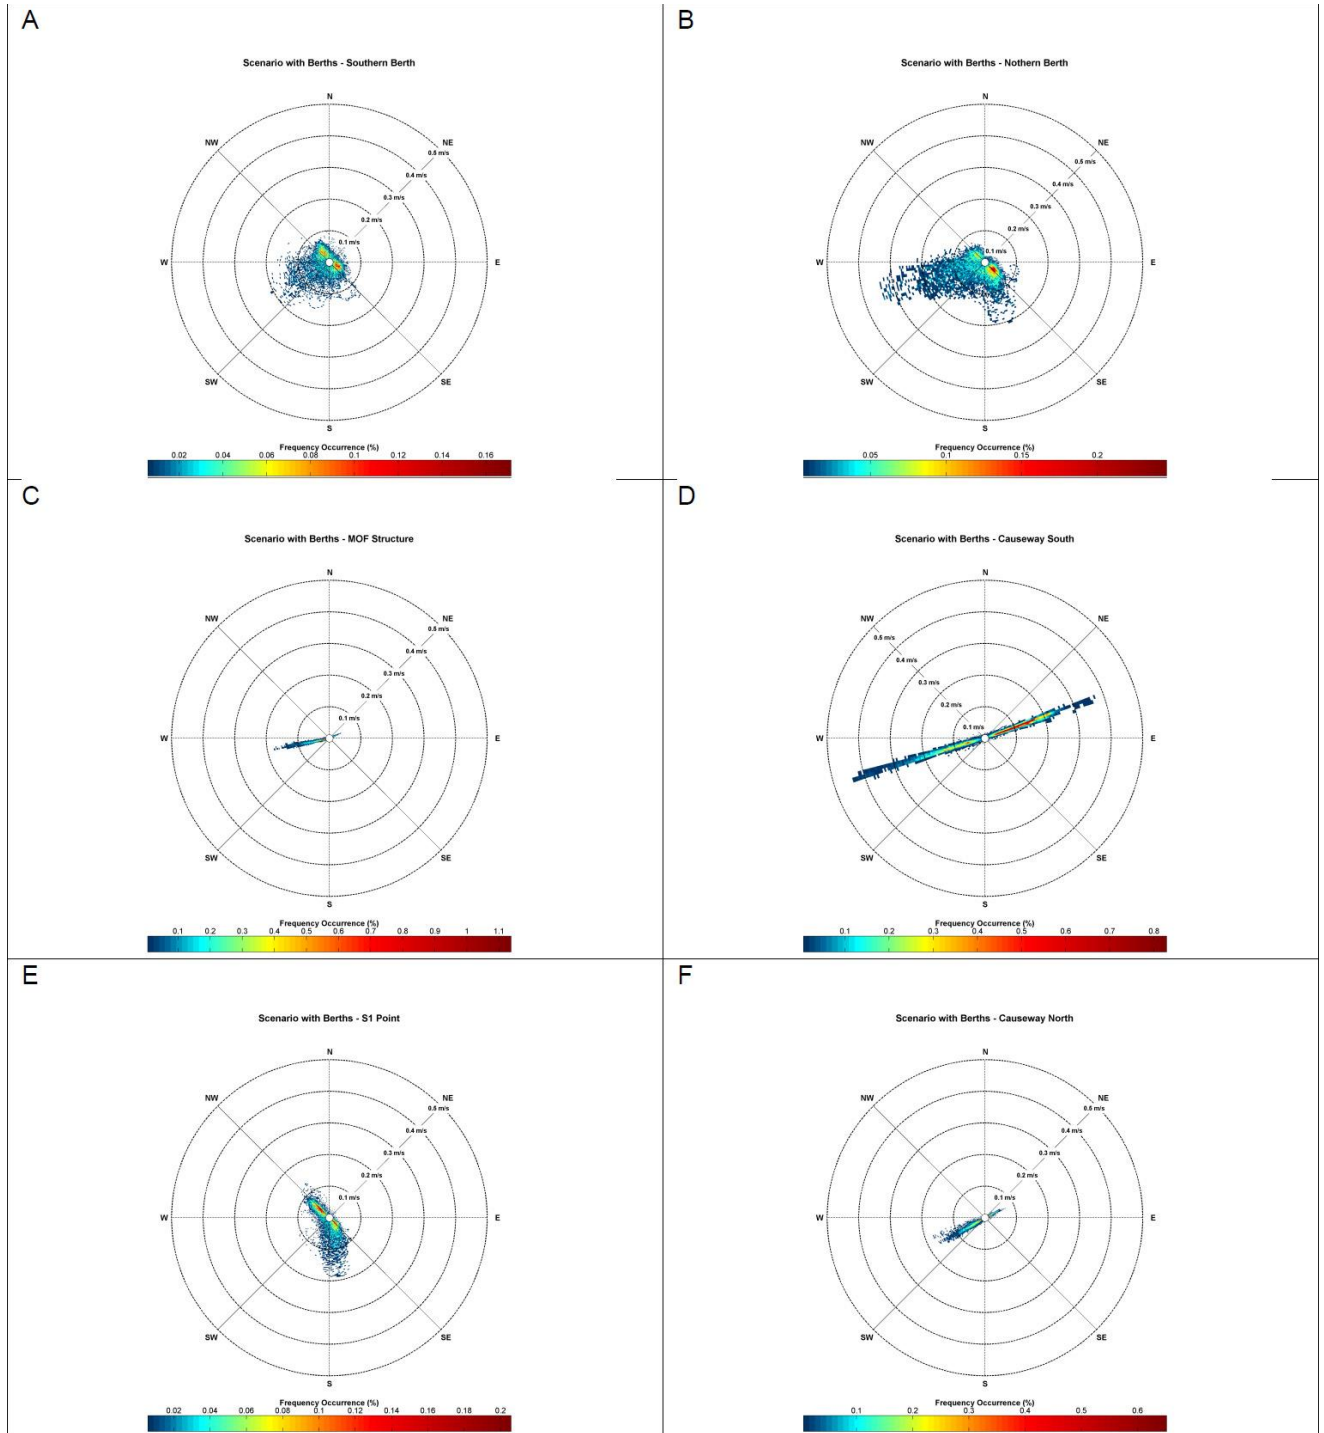 A
Scenario with Berths - Southern Berth
N
NW
NE
0.5 m/s
0.4 m/s
0.3 m/s
0.2 m/s
0.1 m/s
W
E
SW
SE
S
Frequency Occurrence (%)
0.02 0.04 0.06 0.08 0.1 0.12 0.14 0.16
B
Scenario with Berths - Nothern Berth
N
NW
NE
0.5 m/s
0.4 m/s
0.3 m/s
0.2 m/s
0.1 m/s
W
E
SW
SE
S
Frequency Occurrence (%)
0.05 0.1 0.15 0.2
C
Scenario with Berths - MOF Structure
N
NW
NE
0.5 m/s
0.4 m/s
0.3 m/s
0.2 m/s
0.1 m/s
W
E
SW
SE
S
Frequency Occurrence (%)
0.1 0.2 0.3 0.4 0.5 0.6 0.7 0.8 0.9 1 1.1
D
Scenario with Berths - Causeway South
N
NW
NE
0.5 m/s
0.4 m/s
0.3 m/s
0.2 m/s
0.1 m/s
W
E
SW
SE
S
Frequency Occurrence (%)
0.1 0.2 0.3 0.4 0.5 0.6 0.7 0.8
E
Scenario with Berths - S1 Point
N
NW
NE
0.5 m/s
0.4 m/s
0.3 m/s
0.2 m/s
0.1 m/s
W
E
SW
SE
S
Frequency Occurrence (%)
0.02 0.04 0.06 0.08 0.1 0.12 0.14 0.16 0.18 0.2
F
Scenario with Berths - Causeway North
N
NW
NE
0.5 m/s
0.4 m/s
0.3 m/s
0.2 m/s
0.1 m/s
W
E
SW
SE
S
Frequency Occurrence (%)
0.1 0.2 0.3 0.4 0.5 0.6